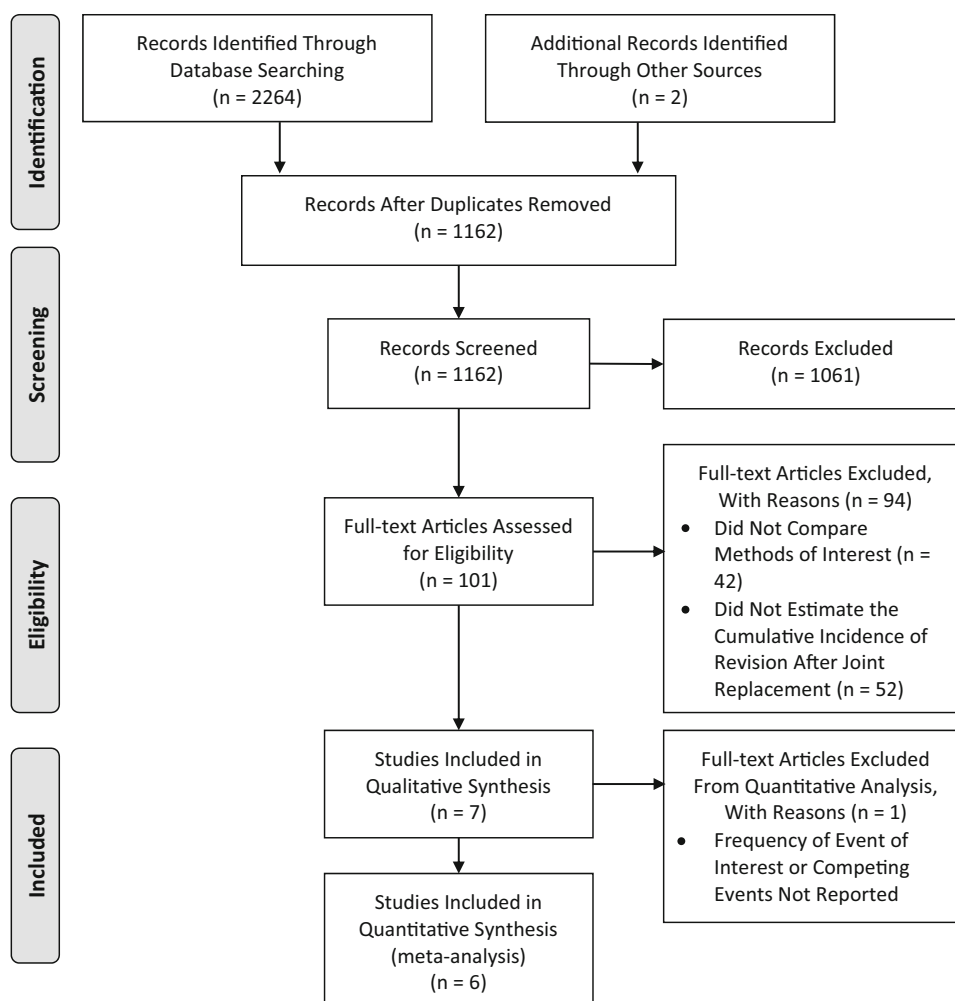 Identification
Records Identified Through
Database Searching
(n = 2264)
Additional Records Identified
Through Other Sources
(n = 2)
Records After Duplicates Removed
(n = 1162)
Screening
Records Screened
(n = 1162)
Records Excluded
(n = 1061)
Eligibility
Full-text Articles Assessed
for Eligibility
(n = 101)
Full-text Articles Excluded,
With Reasons (n = 94)
• Did Not Compare
Methods of Interest (n =
42)
• Did Not Estimate the
Cumulative Incidence of
Revision After Joint
Replacement (n = 52)
Included
Studies Included in
Qualitative Synthesis
(n = 7)
Full-text Articles Excluded
From Quantitative Analysis,
With Reasons (n = 1)
• Frequency of Event of
Interest or Competing
Events Not Reported
Studies Included in
Quantitative Synthesis
(meta-analysis)
(n = 6)